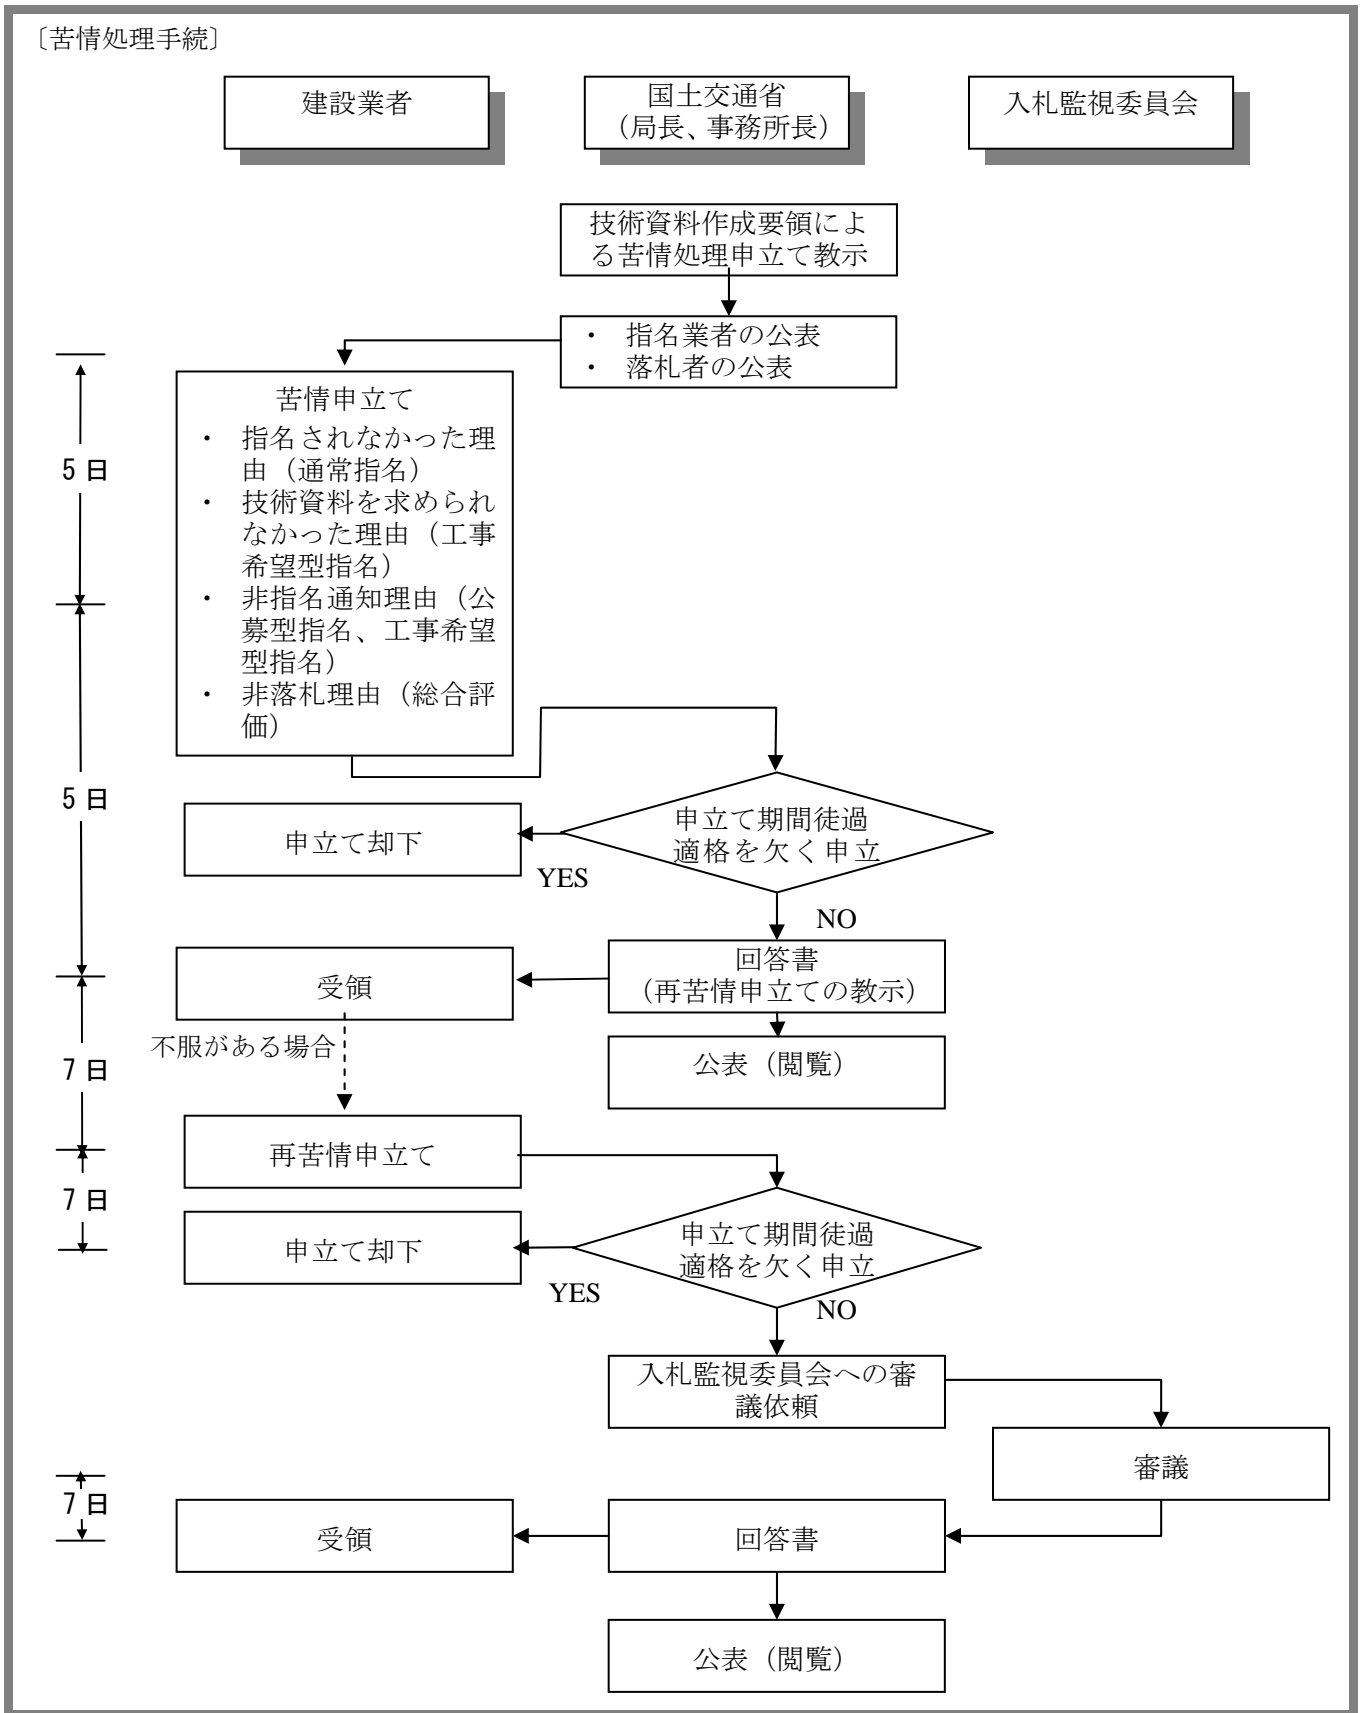 〔苦情処理手続〕
建設業者
国土交通省
（局長、事務所長）
入札監視委員会
技術資料作成要領によ
る苦情処理申立て教示
・ 指名業者の公表
・ 落札者の公表
苦情申立て
・ 指名されなかった理
由（通常指名）
・ 技術資料を求められ
なかった理由（工事
希望型指名）
・ 非指名通知理由（公
募型指名、工事希望
型指名）
・ 非落札理由（総合評
価）
5 日
5 日
申立て期間徒過
適格を欠く申立
申立て却下
YES
NO
回答書
（再苦情申立ての教示）
受領
不服がある場合
公表（閲覧）
7 日
再苦情申立て
7 日
申立て期間徒過
適格を欠く申立
申立て却下
YES
NO
入札監視委員会への審
議依頼
審議
7 日
受領
回答書
公表（閲覧）